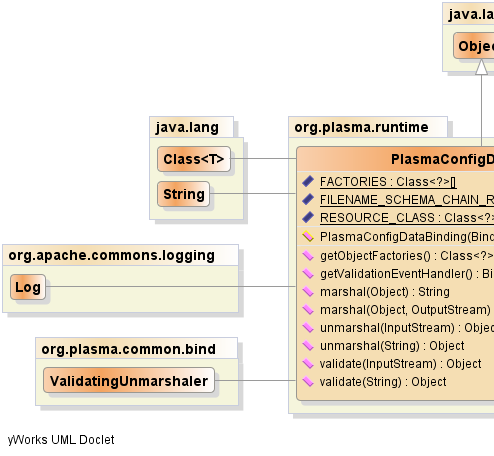 java.la
Objec
java.lang
Class<T>
String
org.apache.commons.logging
Log
org.plasma.common.bind
ValidatingUnmarshaler
org.plasma.runtime
PlasmaConfigD
FACTORIES : Class<?>[]
FILENAME_SCHEMA_CHAIN_R
RESOURCE_CLASS : Class<?>
PlasmaConfigDataBinding(Bind
getObjectFactories() : Class<?>
getValidationEventHandler() : Bi
marshal(Object) : String
marshal(Object, OutputStream)
unmarshal(InputStream) : Objec
unmarshal(String) : Object
validate(InputStream) : Object
validate(String) : Object
yWorks UML Doclet